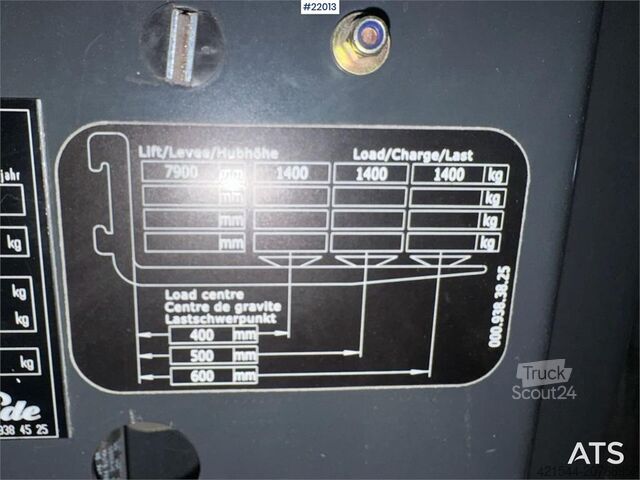 #22013
Lift/Levee/Hubhöhe Load/Charge/Last
7900 mm 1400 1400 1400 kg
mm kg
mm kg
mm kg
Load centre
Centre de gravite
Lastschwerpunkt
400 mm
500 mm
600 mm
000.938.38.25
jahr
kg
kg
kg
kg
938 45 25
Truck
Scout24
ATS